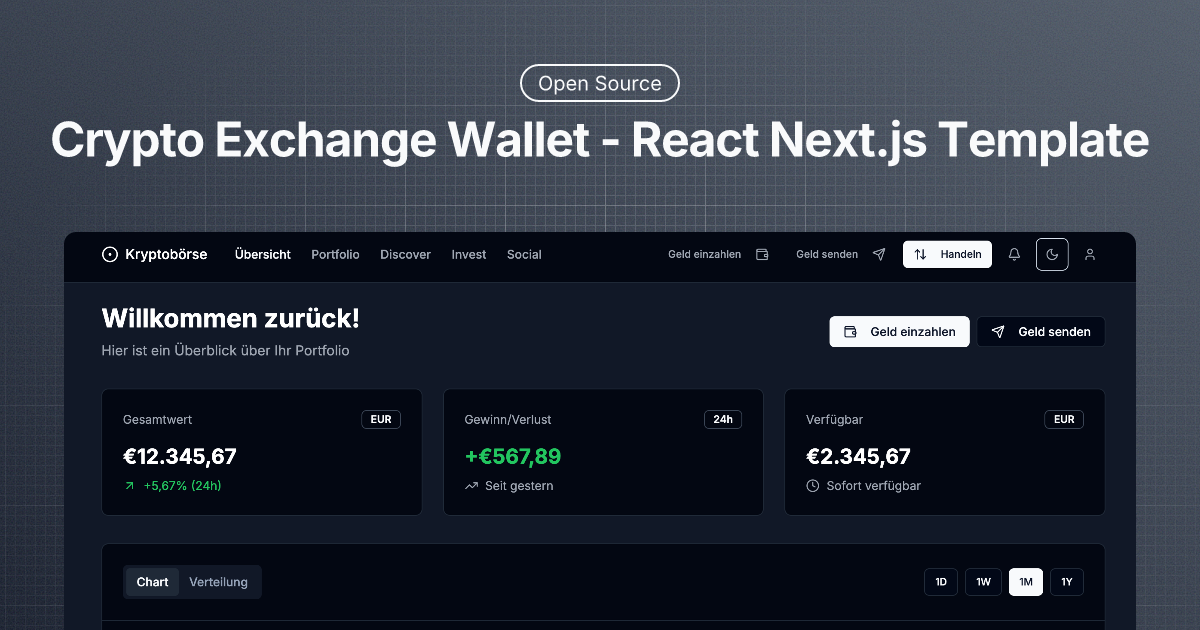 Open Source
Crypto Exchange Wallet - React Next.js Template
Kryptobörse Übersicht Portfolio Discover Invest Social Geld einzahlen Geld senden Handeln
Willkommen zurück!
Hier ist ein Überblick über Ihr Portfolio
Geld einzahlen Geld senden
Gesamtwert EUR
€12.345,67
+5,67% (24h)
Gewinn/Verlust 24h
+€567,89
Seit gestern
Verfügbar EUR
€2.345,67
Sofort verfügbar
Chart Verteilung 1D 1W 1M 1Y